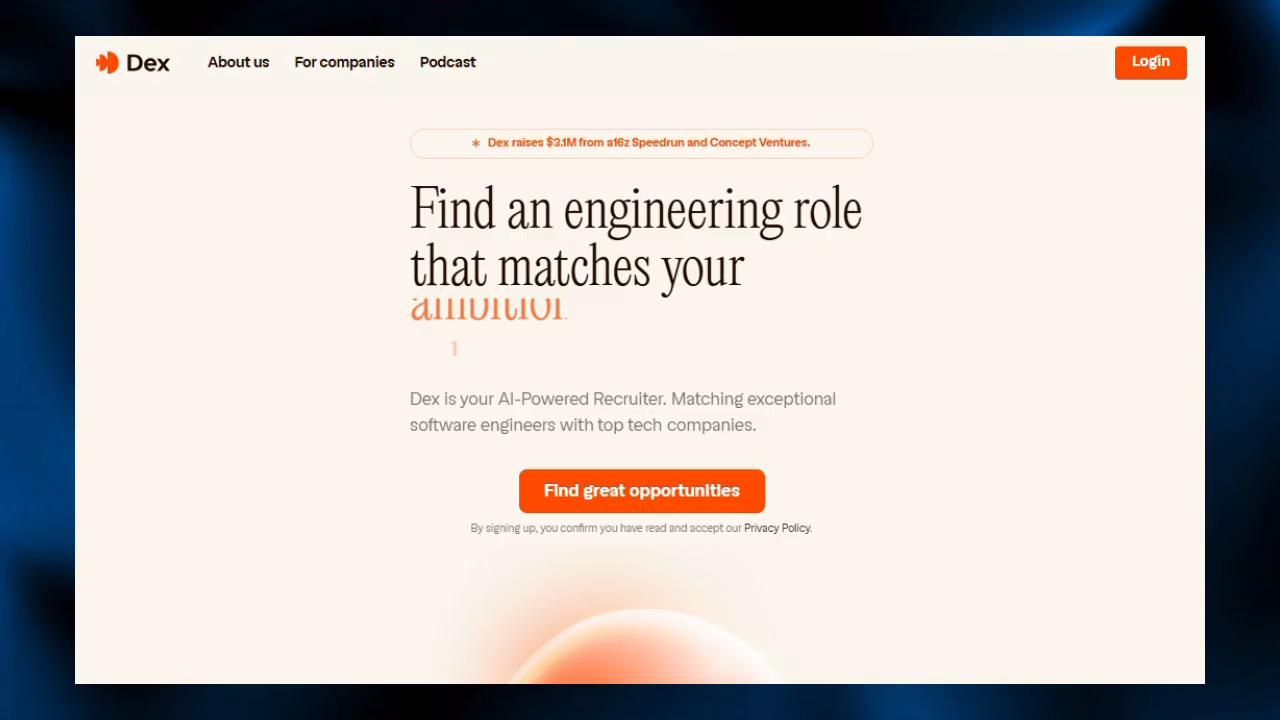 Dex
About us
For companies
Podcast
Login
* Dex raises $3.1M from a16z Speedrun and Concept Ventures.
Find an engineering role
that matches your
Dex is your AI-Powered Recruiter. Matching exceptional
software engineers with top tech companies.
Find great opportunities
By signing up, you confirm you have read and accept our Privacy Policy.